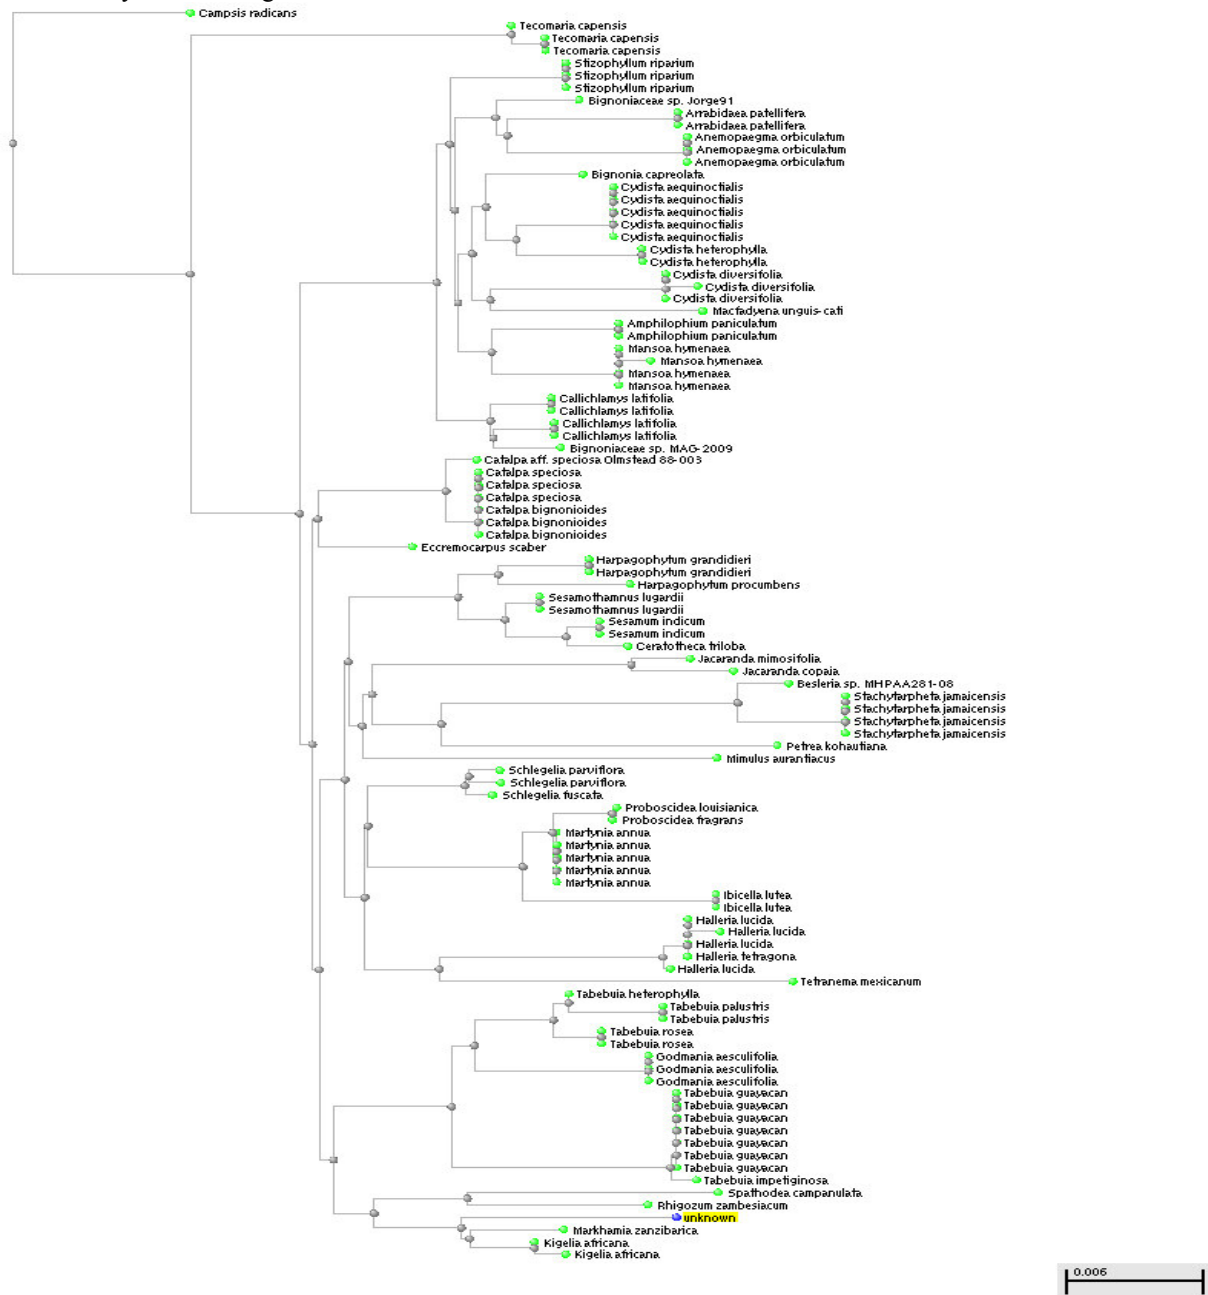 Campsis radicans
Tecomaria capensis
Tecomaria capensis
Tecomaria capensis
Stizophyllum riparium
Stizophyllum riparium
Stizophyllum riparium
Bignoniaceae sp. Jorge91
Arrabidaea patellifera
Arrabidaea patellifera
Anemopaegma orbiculatum
Anemopaegma orbiculatum
Anemopaegma orbiculatum
Bignonia capreolata
Cydista aequinoctialis
Cydista aequinoctialis
Cydista aequinoctialis
Cydista aequinoctialis
Cydista aequinoctialis
Cydista heterophylla
Cydista heterophylla
Cydista diversifolia
Cydista diversifolia
Cydista diversifolia
Macfadyena unguis-cati
Amphilophium paniculatum
Amphilophium paniculatum
Mansoa hymenaea
Mansoa hymenaea
Mansoa hymenaea
Mansoa hymenaea
Callichlamys latifolia
Callichlamys latifolia
Callichlamys latifolia
Callichlamys latifolia
Bignoniaceae sp. MAG-2009
Catalpa aff. speciosa Olmstead 88-003
Catalpa speciosa
Catalpa speciosa
Catalpa speciosa
Catalpa bignonioides
Catalpa bignonioides
Catalpa bignonioides
Eccremocarpus scaber
Harpagophytum grandidieri
Harpagophytum grandidieri
Harpagophytum procumbens
Sesamothamnus lugardii
Sesamothamnus lugardii
Sesamum indicum
Sesamum indicum
Ceratotheca triloba
Jacaranda mimosifolia
Jacaranda copaia
Besleria sp. MHPAA281-08
Stachytarpheta jamaicensis
Stachytarpheta jamaicensis
Stachytarpheta jamaicensis
Stachytarpheta jamaicensis
Petrea kohautiana
Mimulus aurantiacus
Schlegelia parviflora
Schlegelia parviflora
Schlegelia fuscata
Proboscidea louisianica
Proboscidea fragrans
Martynia annua
Martynia annua
Martynia annua
Martynia annua
Martynia annua
Ibicella lutea
Ibicella lutea
Halleria lucida
Halleria lucida
Halleria lucida
Halleria tetragona
Halleria lucida
Tetranema mexicanum
Tabebuia heterophylla
Tabebuia palustris
Tabebuia palustris
Tabebuia rosea
Tabebuia rosea
Godmania aesculifolia
Godmania aesculifolia
Godmania aesculifolia
Tabebuia guayacan
Tabebuia guayacan
Tabebuia guayacan
Tabebuia guayacan
Tabebuia guayacan
Tabebuia guayacan
Tabebuia guayacan
Tabebuia impetiginosa
Spathodea campanulata
Rhigozum zambesiacum
unknown
Markhamia zanzibarica
Kigelia africana
Kigelia africana
0.006